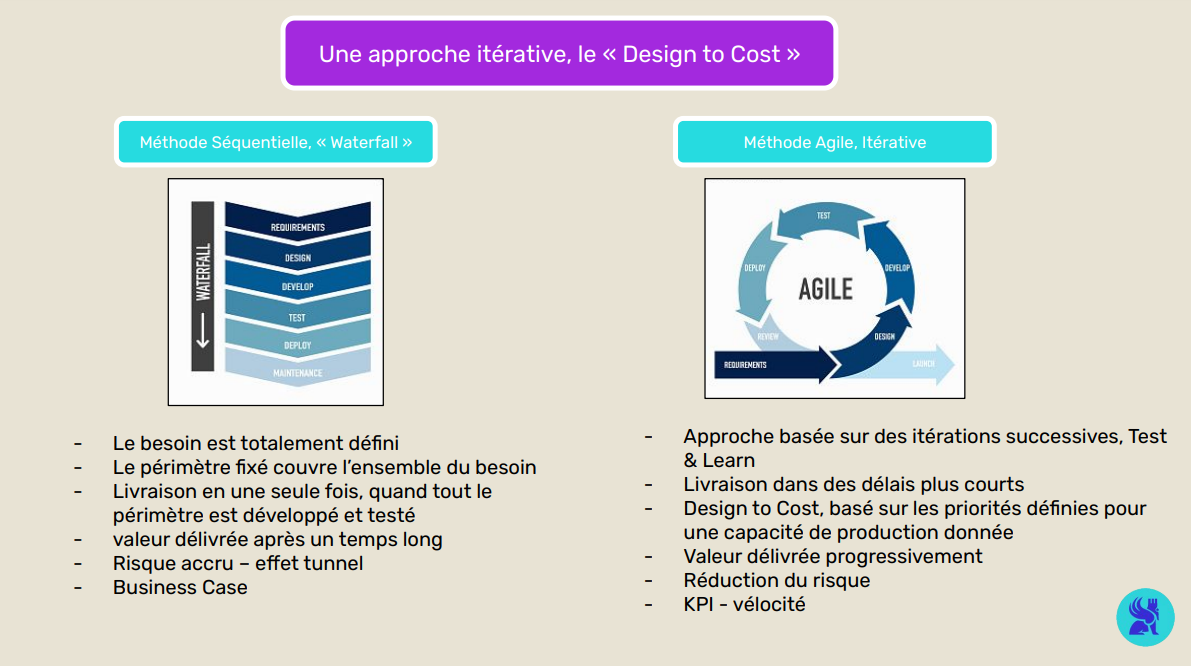 Une approche itérative, le « Design to Cost »
Méthode Séquentielle, « Waterfall »
WATERFALL
REQUIREMENTS
DESIGN
DEVELOP
TEST
DEPLOY
MAINTENANCE
- Le besoin est totalement défini
- Le périmètre fixé couvre l’ensemble du besoin
- Livraison en une seule fois, quand tout le
périmètre est développé et testé
- valeur délivrée après un temps long
- Risque accru – effet tunnel
- Business Case
Méthode Agile, Itérative
TEST
DEPLOY
DEVELOP
AGILE
REVIEW
DESIGN
REQUIREMENTS
LAUNCH
- Approche basée sur des itérations successives, Test
& Learn
- Livraison dans des délais plus courts
- Design to Cost, basé sur les priorités définies pour
une capacité de production donnée
- Valeur délivrée progressivement
- Réduction du risque
- KPI - vélocité